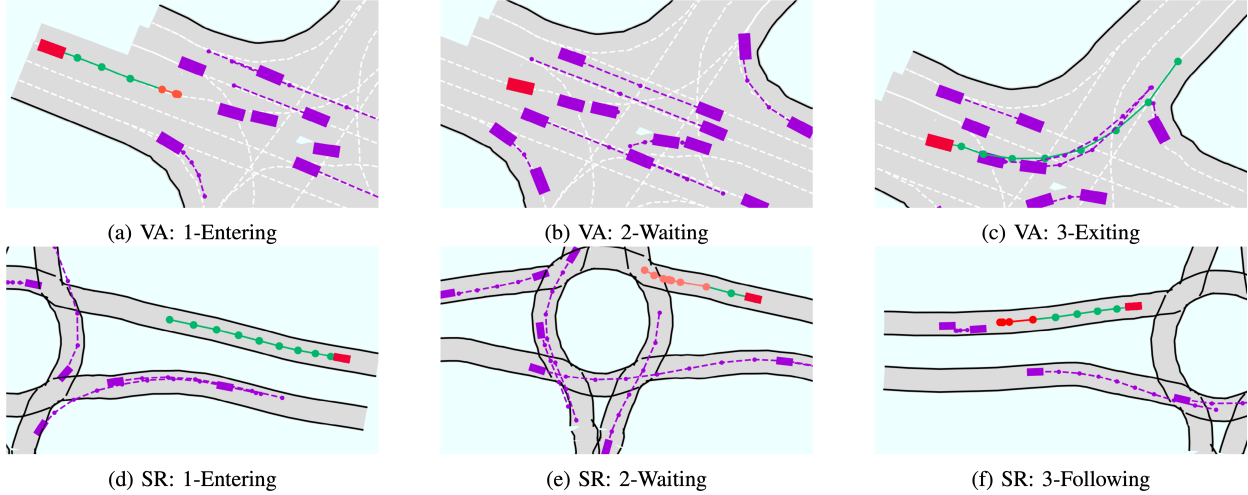 (a) VA: 1-Entering
(b) VA: 2-Waiting
(c) VA: 3-Exiting
(d) SR: 1-Entering
(e) SR: 2-Waiting
(f) SR: 3-Following